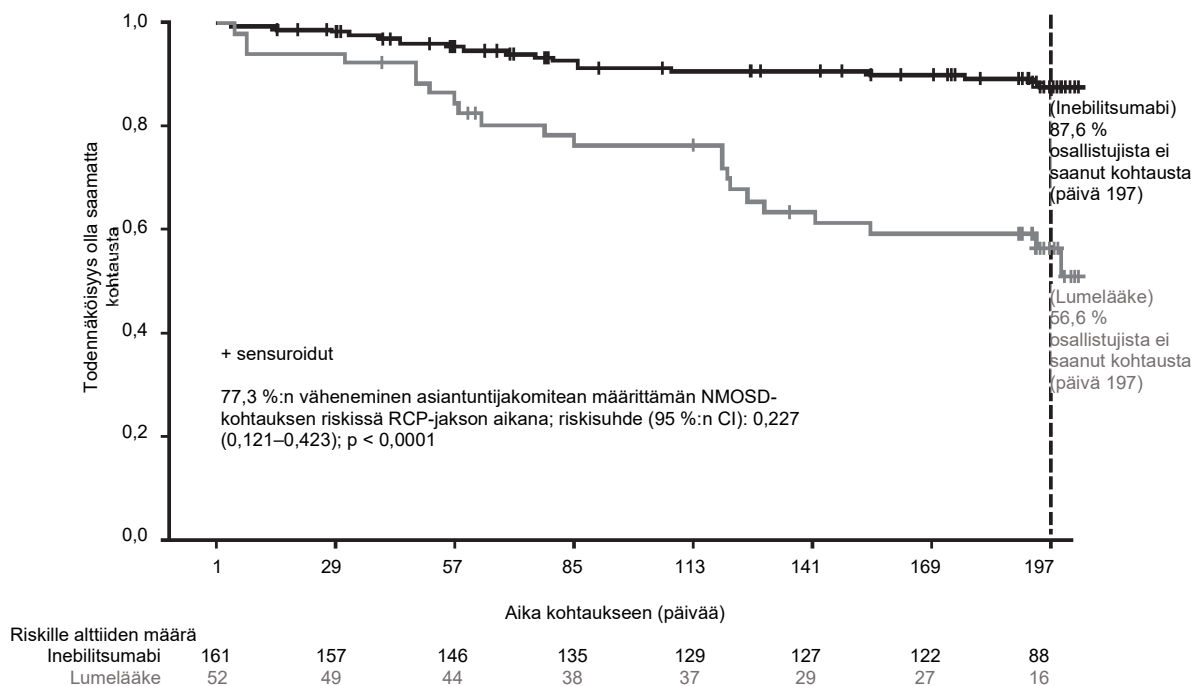 1,0
0,8
0,6
0,4
0,2
0,0
Todennäköisyys olla saamatta
kohtausta
(Inebilitsumabi)
87,6 %
osallistujista ei
saanut kohtausta
(päivä 197)
(Lumelääke)
56,6 %
osallistujista ei
saanut kohtausta
(päivä 197)
+ sensuroidut
77,3 %:n väheneminen asiantuntijakomitean määrittämän NMOSD-
kohtauksen riskissä RCP-jakson aikana; riskisuhde (95 %:n CI): 0,227
(0,121–0,423); p < 0,0001
1 29 57 85 113 141 169 197
Aika kohtaukseen (päivää)
Riskille alttiiden määrä
Inebilitsumabi 161 157 146 135 129 127 122 88
Lumelääke 52 49 44 38 37 29 27 16